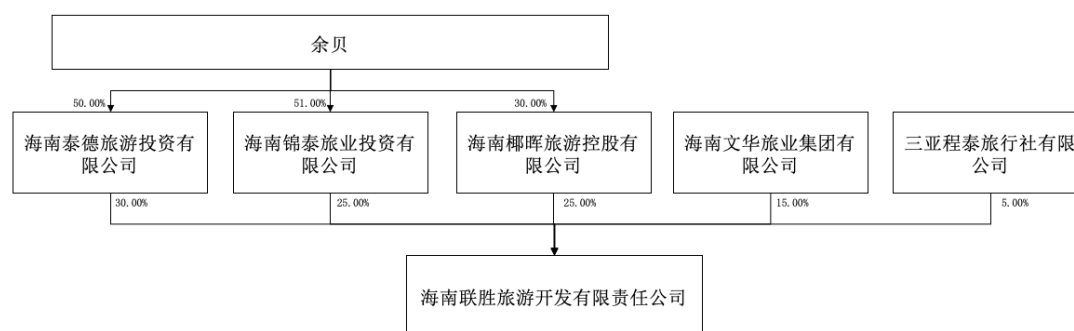 余贝
50.00%
51.00%
30.00%
海南泰德旅游投资有
限公司
海南锦泰旅业投资有
限公司
海南椰晖旅游控股有
限公司
海南文华旅业集团有
限公司
三亚程泰旅行社有限
公司
30.00%
25.00%
25.00%
15.00%
5.00%
海南联胜旅游开发有限责任公司